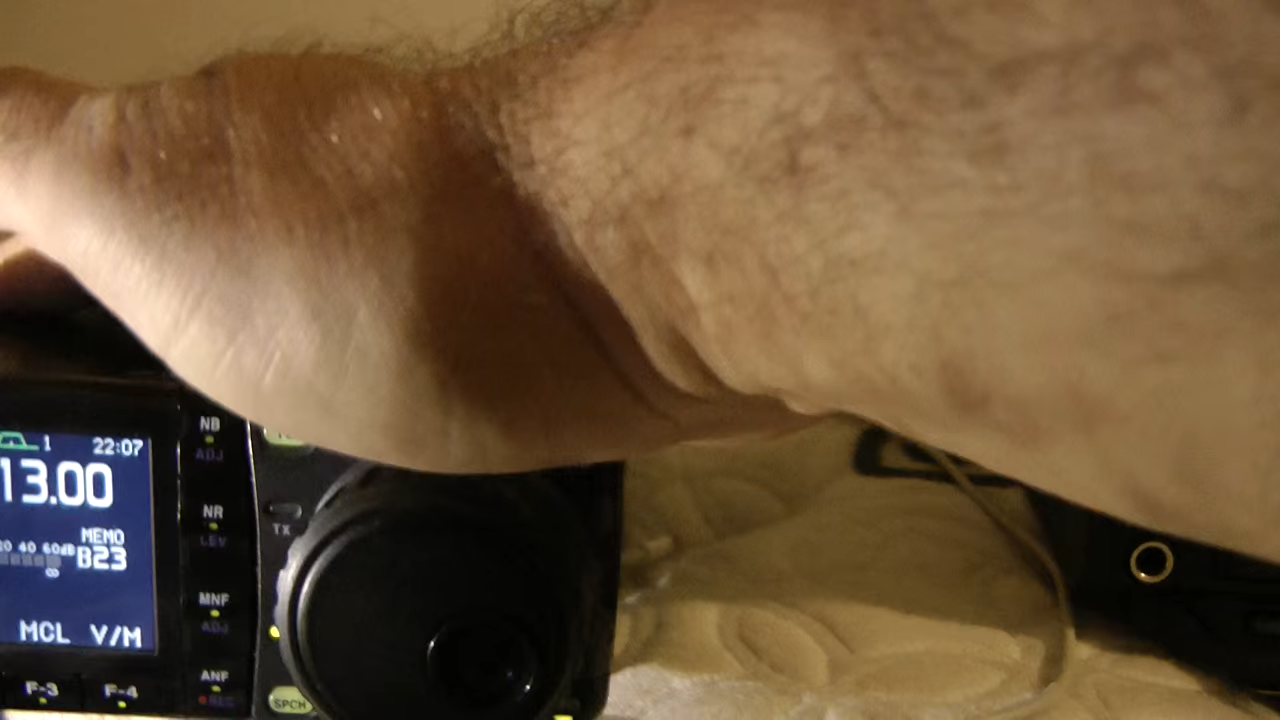 1 22:07
13.00
MEMO
20 40 60dB B23
MCL V/M
F-3 F-4
NB
ADJ
NR
LEV
MNF
ADJ
ANF
REC
TX
SPCH